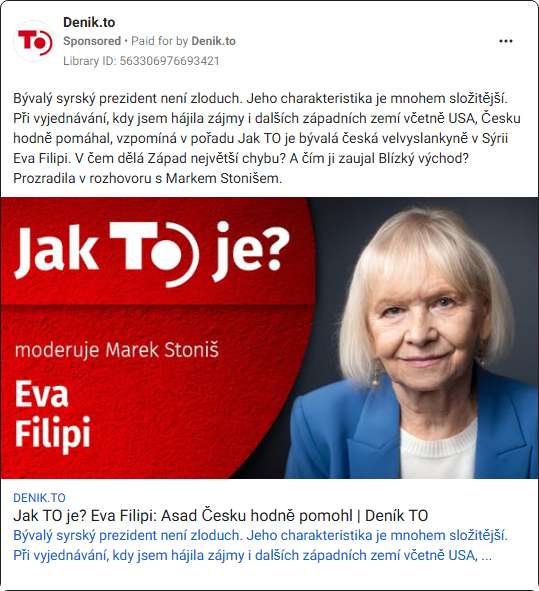 Denik.to
Sponsored • Paid for by Denik.to
Library ID: 563306976693421
Bývalý syrský prezident není zloduch. Jeho charakteristika je mnohem složitější.
Při vyjednávání, kdy jsem hájila zájmy i dalších západních zemí včetně USA, Česku
hodně pomáhal, vzpomíná v pořadu Jak TO je bývalá česká velvyslankyně v Sýrii
Eva Filipi. V čem dělá Západ největší chybu? A čím ji zaujal Blízký východ?
Prozradila v rozhovoru s Markem Stonišem.
Jak TO je?
moderuje Marek Stoniš
Eva
Filipi
DENIK.TO
Jak TO je? Eva Filipi: Asad Česku hodně pomohl | Deník TO
Bývalý syrský prezident není zloduch. Jeho charakteristika je mnohem složitější.
Při vyjednávání, kdy jsem hájila zájmy i dalších západních zemí včetně USA, ...